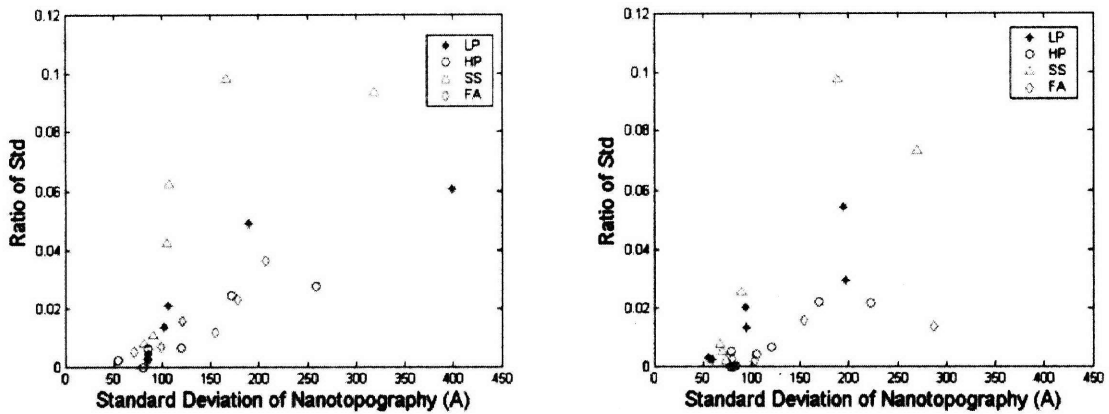 0.12
0.1
0.08
0.06
0.04
0.02
0
Ratio of Std
LP
HP
SS
FA
0 50 100 150 200 250 300 350 400 450
Standard Deviation of Nanotopography (A)
0.12
0.1
0.08
0.06
0.04
0.02
0
Ratio of Std
LP
HP
SS
FA
0 50 100 150 200 250 300 350 400 450
Standard Deviation of Nanotopography (A)